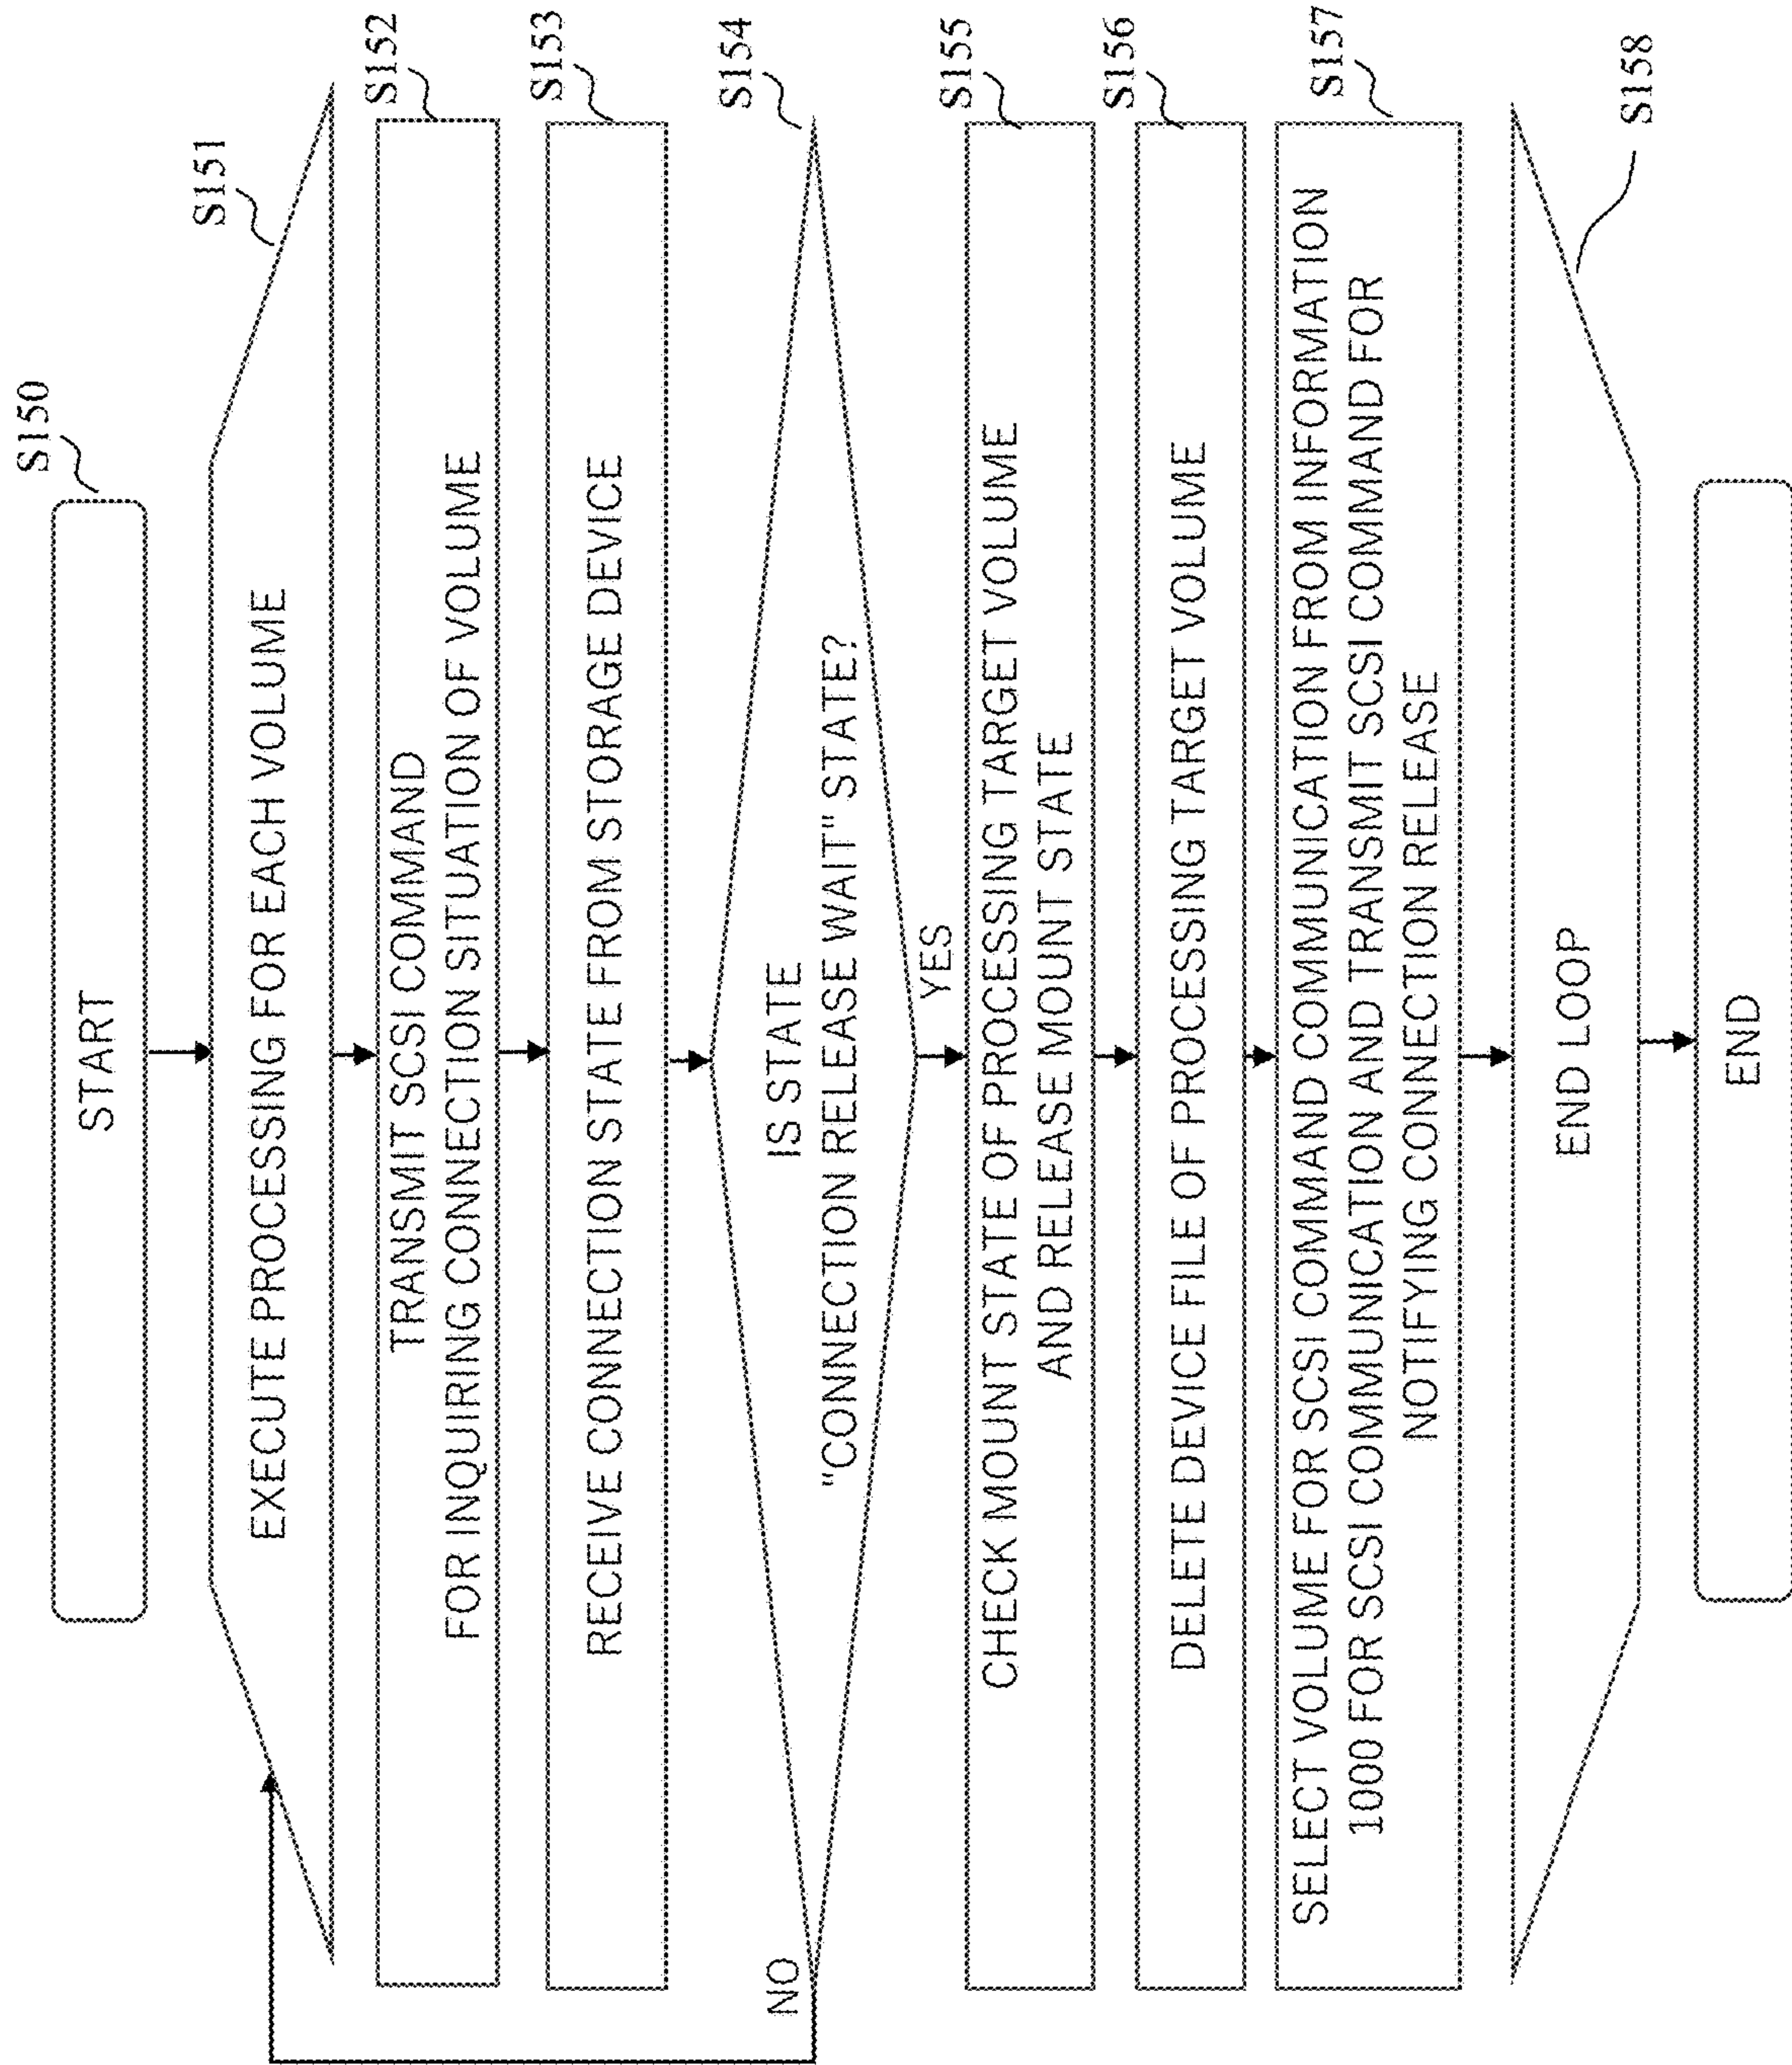 START
S150
EXECUTE PROCESSING FOR EACH VOLUME
S151
TRANSMIT SCSI COMMAND
FOR INQUIRING CONNECTION SITUATION OF VOLUME
S152
RECEIVE CONNECTION STATE FROM STORAGE DEVICE
S153
IS STATE
"CONNECTION RELEASE WAIT" STATE?
S154
NO
YES
CHECK MOUNT STATE OF PROCESSING TARGET VOLUME
AND RELEASE MOUNT STATE
S155
DELETE DEVICE FILE OF PROCESSING TARGET VOLUME
S156
SELECT VOLUME FOR SCSI COMMAND COMMUNICATION FROM INFORMATION
1000 FOR SCSI COMMUNICATION AND TRANSMIT SCSI COMMAND FOR
NOTIFYING CONNECTION RELEASE
S157
END LOOP
S158
END